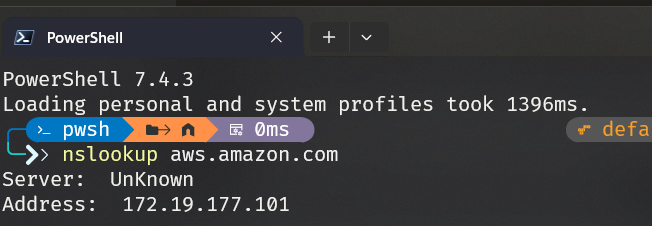 PowerShell
PowerShell 7.4.3
Loading personal and system profiles took 1396ms.
pwsh 0ms defa
nslookup aws.amazon.com
Server: UnKnown
Address: 172.19.177.101